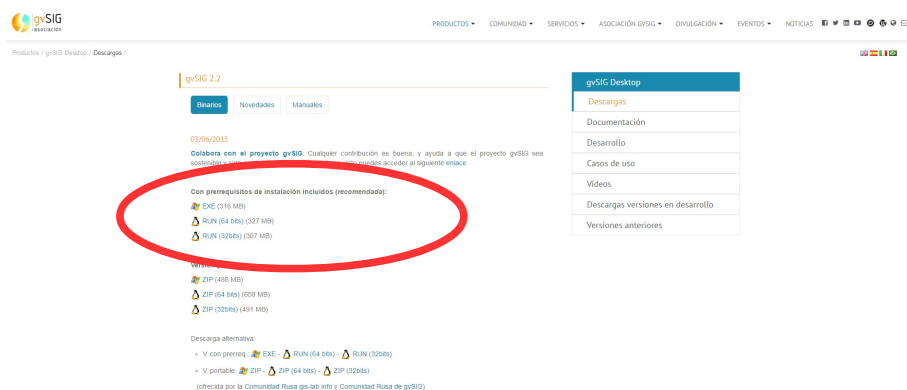 gvSIG
asociación
PRODUCTOS COMUNIDAD SERVICIOS ASOCIACIÓN GVSIG DIVULGACIÓN EVENTOS NOTICIAS
Productos / gvSIG Desktop / Descargas /
gvSIG 2.2
Binarios Novedades Manuales
03/06/2015
Colabora con el proyecto gvSIG. Cualquier contribución es buena, y ayuda a que el proyecto gvSIG sea
sostenible y puedes acceder al siguiente enlace
Con prerrequisitos de instalación incluidos (recomendada):
EXE (316 MB)
RUN (64 bits) (327 MB)
RUN (32bits) (307 MB)
ZIP (488 MB)
ZIP (64 bits) (658 MB)
ZIP (32bits) (491 MB)
Descarga alternativa:
V. con prerreq.: EXE - RUN (64 bits) - RUN (32bits)
V. portable: ZIP - ZIP (64 bits) - ZIP (32bits)
(ofrecida por la Comunidad Rusa gis-lab.info y Comunidad Rusa de gvSIG)
gvSIG Desktop
Descargas
Documentación
Desarrollo
Casos de uso
Videos
Descargas versiones en desarrollo
Versiones anteriores